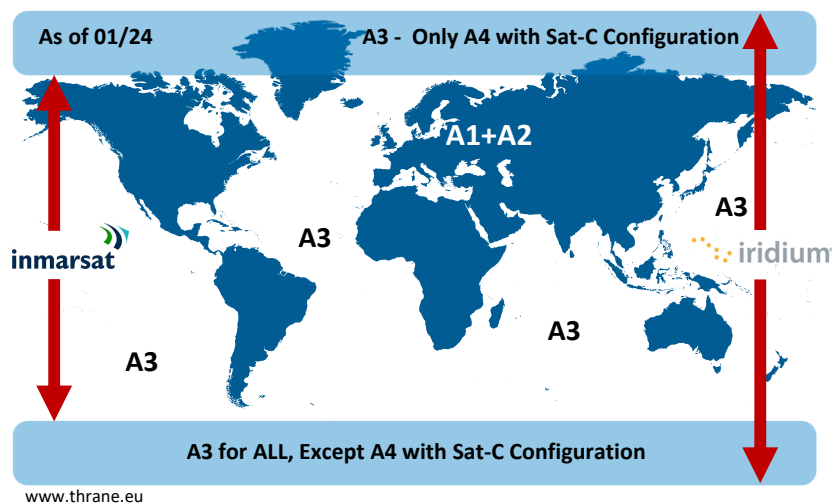 As of 01/24
A3 - Only A4 with Sat-C Configuration
A1+A2
A3
A3
inmarsat
iridium
A3
A3
A3 for ALL, Except A4 with Sat-C Configuration
www.thrane.eu